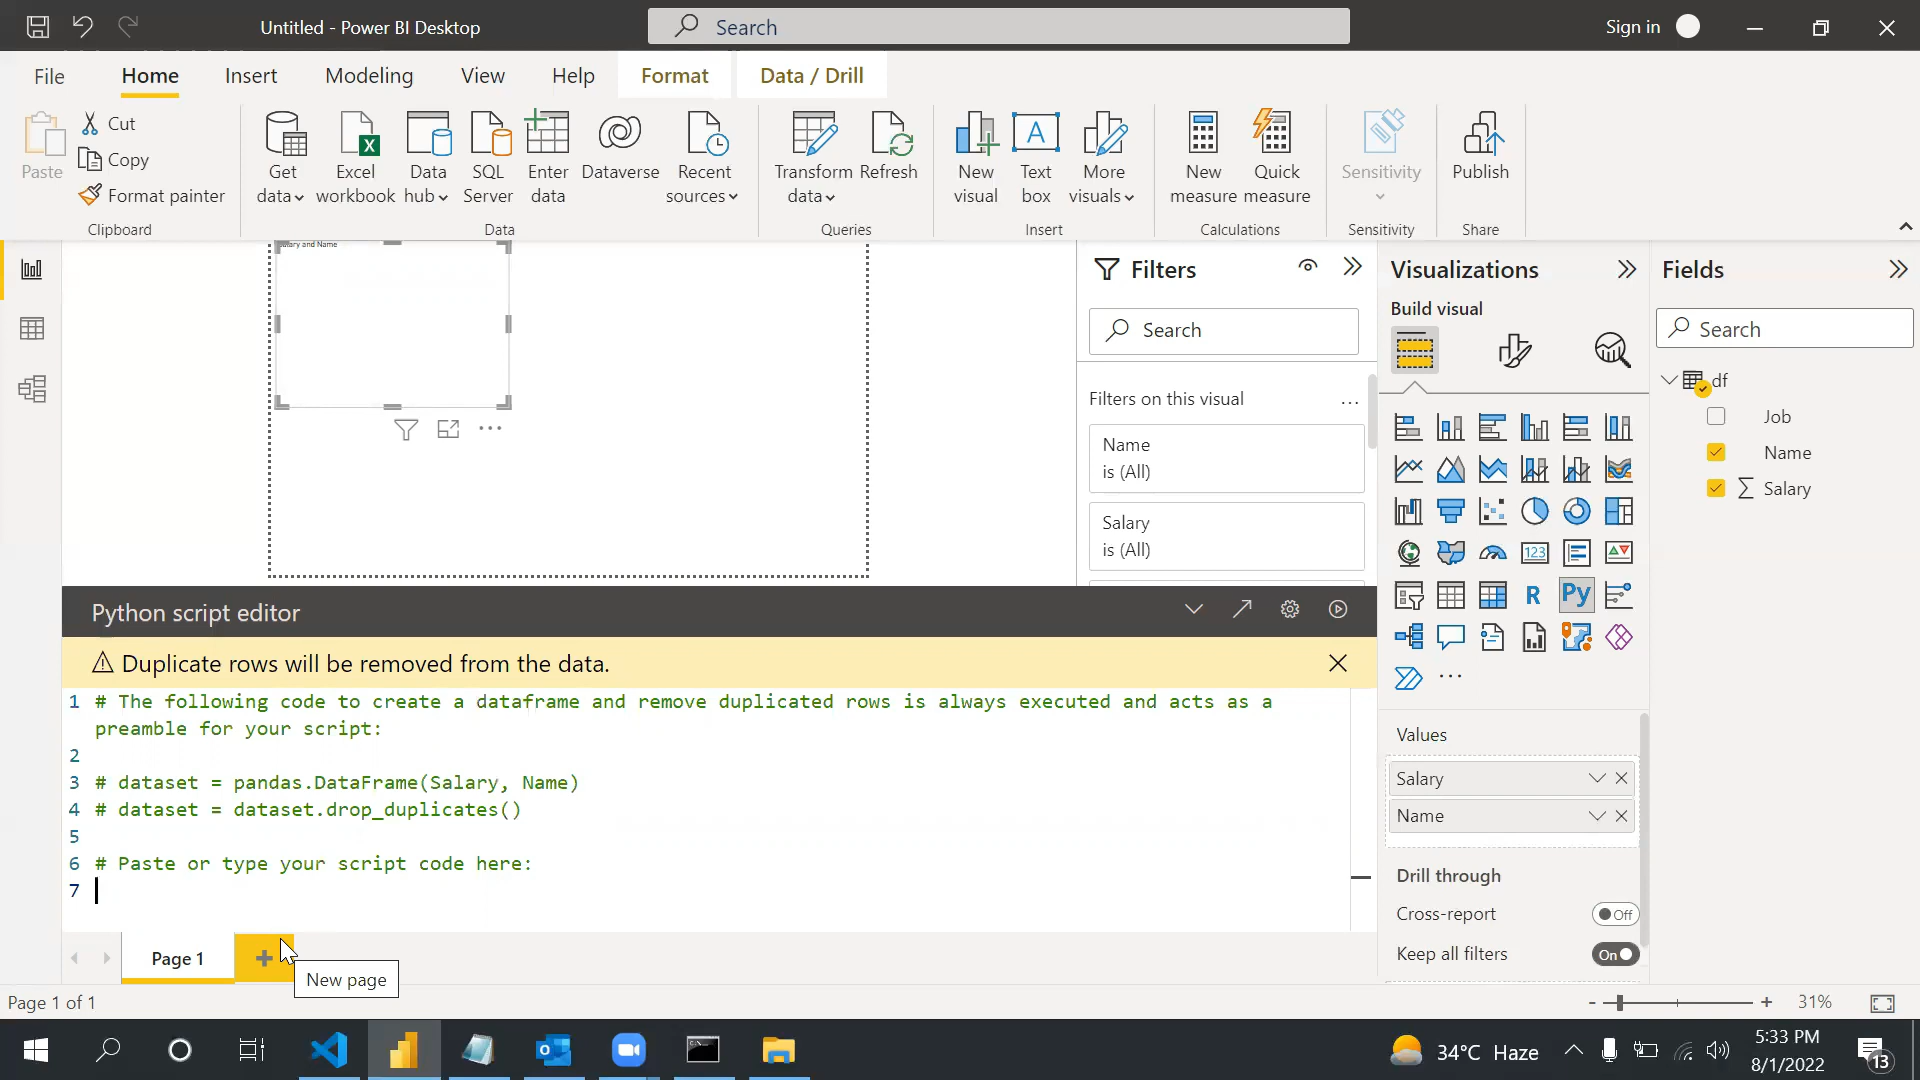 Untitled - Power BI Desktop
Search
Sign in
File
Home
Insert
Modeling
View
Help
Format
Data / Drill
Paste
Cut
Copy
Format painter
Clipboard
Get data
Excel workbook
Data hub
SQL Server
Enter data
Dataverse
Recent sources
Data
Transform data
Refresh
Queries
New visual
Text box
More visuals
Insert
New measure
Quick measure
Calculations
Sensitivity
Sensitivity
Publish
Share
Salary and Name
Filters
Search
Filters on this visual
Name
is (All)
Salary
is (All)
Visualizations
Build visual
123
R
Py
Values
Salary
Name
Drill through
Cross-report
Off
Keep all filters
On
Fields
Search
df
Job
Name
Salary
Python script editor
Duplicate rows will be removed from the data.
1 # The following code to create a dataframe and remove duplicated rows is always executed and acts as a
preamble for your script:
2
3 # dataset = pandas.DataFrame(Salary, Name)
4 # dataset = dataset.drop_duplicates()
5
6 # Paste or type your script code here:
7
Page 1
New page
Page 1 of 1
- + 31%
34°C Haze
5:33 PM
8/1/2022
13